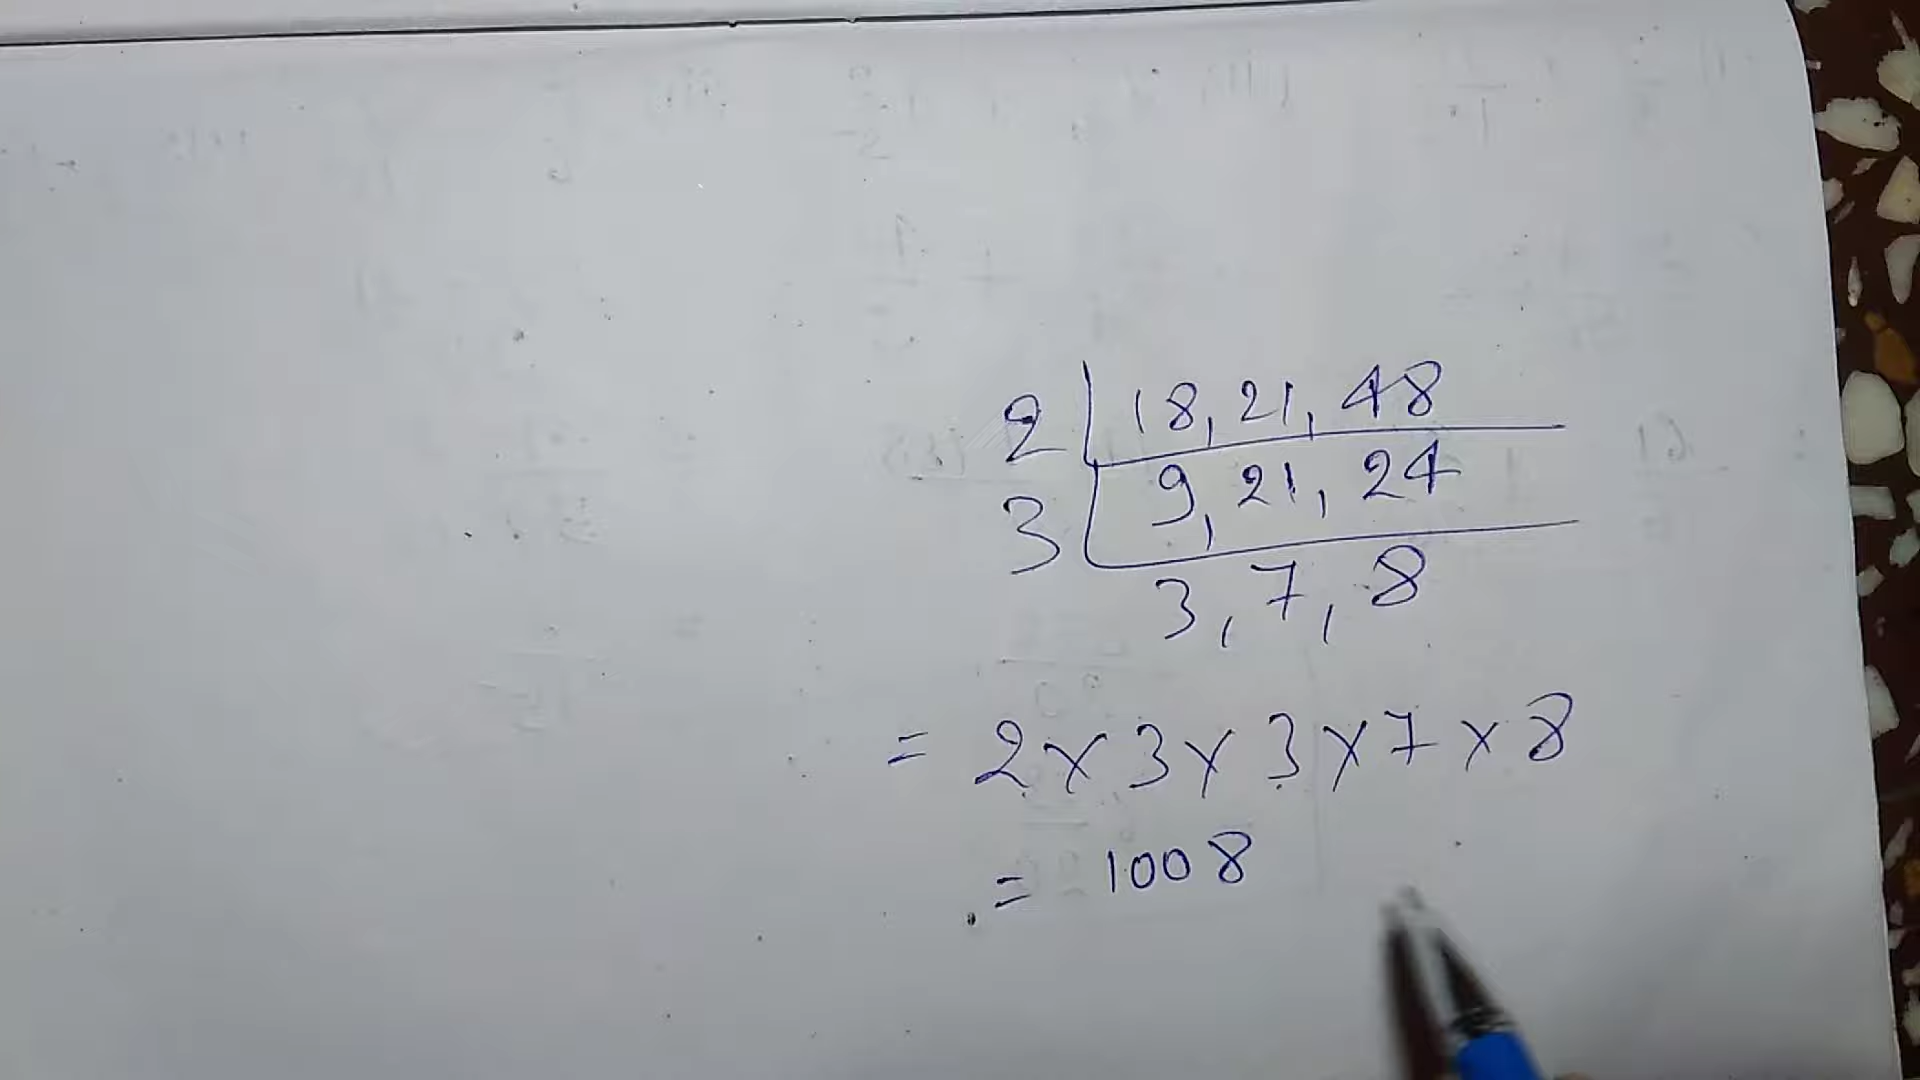 2 | 18, 21, 48
3 | 9, 21, 24
3, 7, 8
= 2 × 3 × 3 × 7 × 8
= 1008